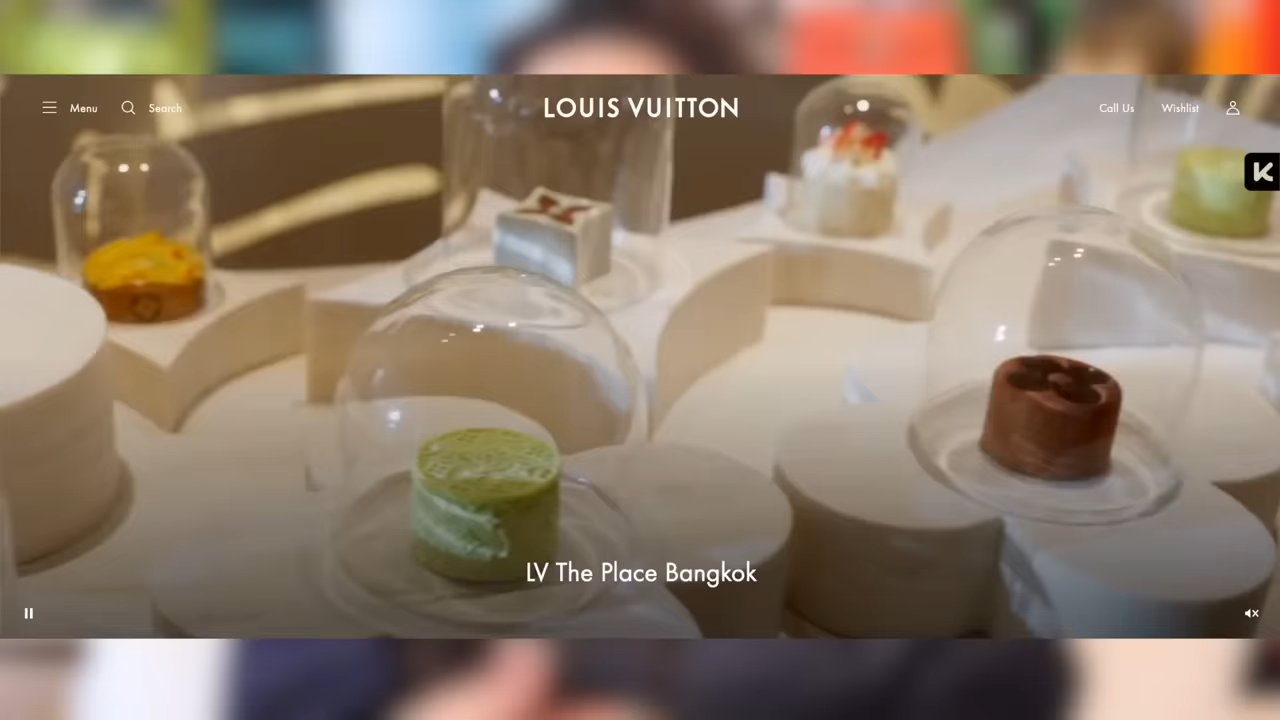 Menu
Search
LOUIS VUITTON
Call Us
Wishlist
K
LV The Place Bangkok